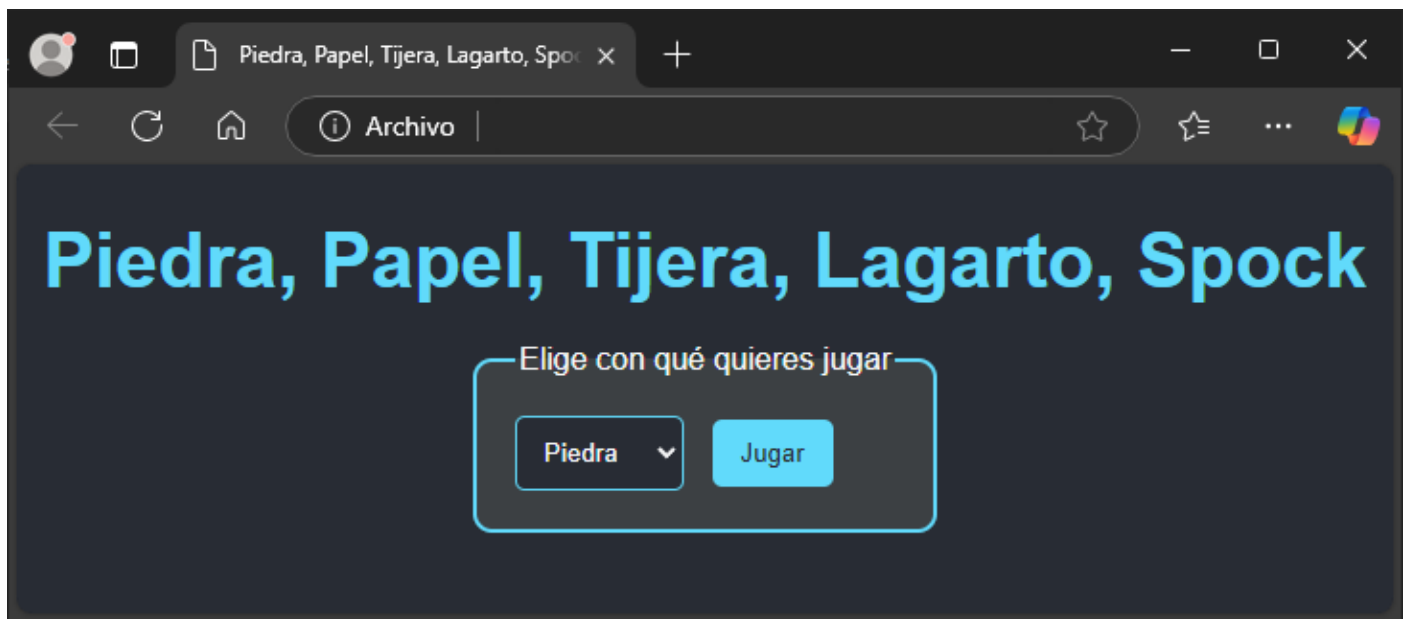 Piedra, Papel, Tijera, Lagarto, Spoc
Archivo
Piedra, Papel, Tijera, Lagarto, Spock
Elige con qué quieres jugar
Piedra
Jugar